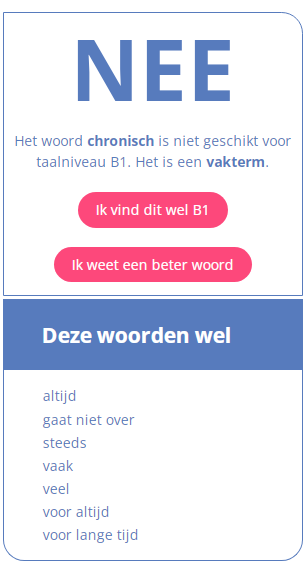 NEE
Het woord chronisch is niet geschikt voor
taalniveau B1. Het is een vakterm.
Ik vind dit wel B1
Ik weet een beter woord
Deze woorden wel
altijd
gaat niet over
steeds
vaak
veel
voor altijd
voor lange tijd